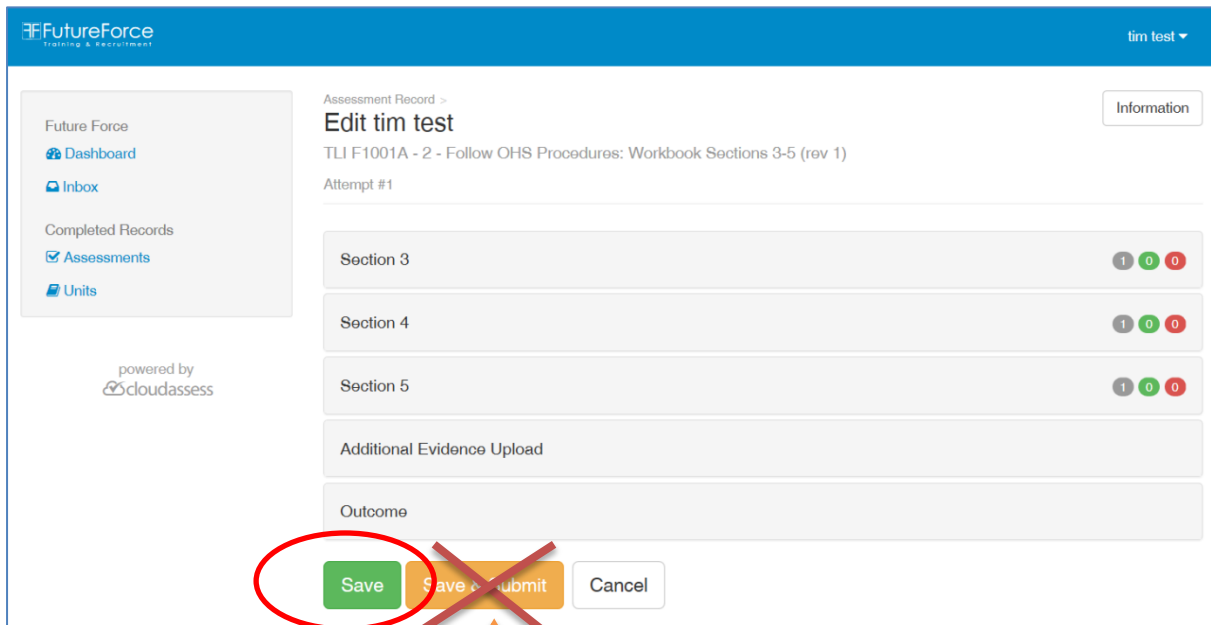 FutureForce
Training & Recruitment
tim test
Future Force
Dashboard
Inbox
Completed Records
Assessments
Units
powered by
cloudassess
Assessment Record >
Edit tim test
TLI F1001A - 2 - Follow OHS Procedures: Workbook Sections 3-5 (rev 1)
Attempt #1
Information
Section 3 1 0 0
Section 4 1 0 0
Section 5 1 0 0
Additional Evidence Upload
Outcome
Save Save & Submit Cancel